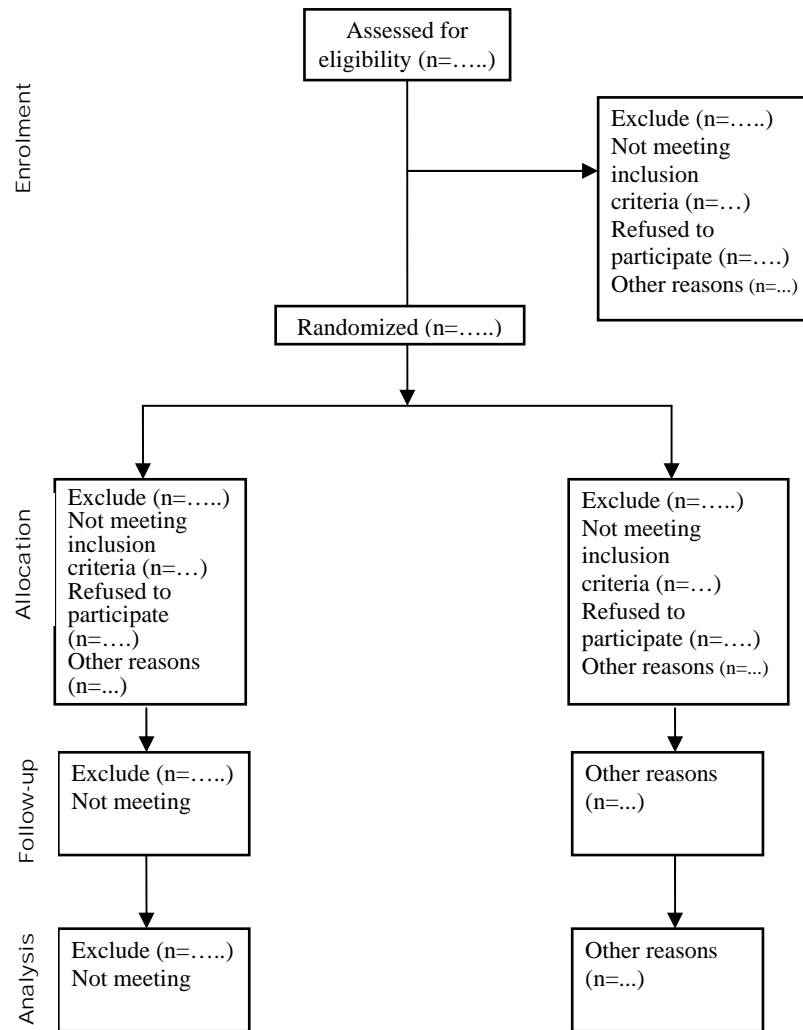 Enrolment
Assessed for
eligibility (n=…..)
Exclude (n=…..)
Not meeting
inclusion
criteria (n=…)
Refused to
participate (n=….)
Other reasons (n=...)
Randomized (n=…..)
Allocation
Exclude (n=…..)
Not meeting
inclusion
criteria (n=…)
Refused to
participate
(n=….)
Other reasons
(n=...)
Exclude (n=…..)
Not meeting
inclusion
criteria (n=…)
Refused to
participate (n=….)
Other reasons (n=...)
Follow-up
Exclude (n=…..)
Not meeting
Other reasons
(n=...)
Analysis
Exclude (n=…..)
Not meeting
Other reasons
(n=...)